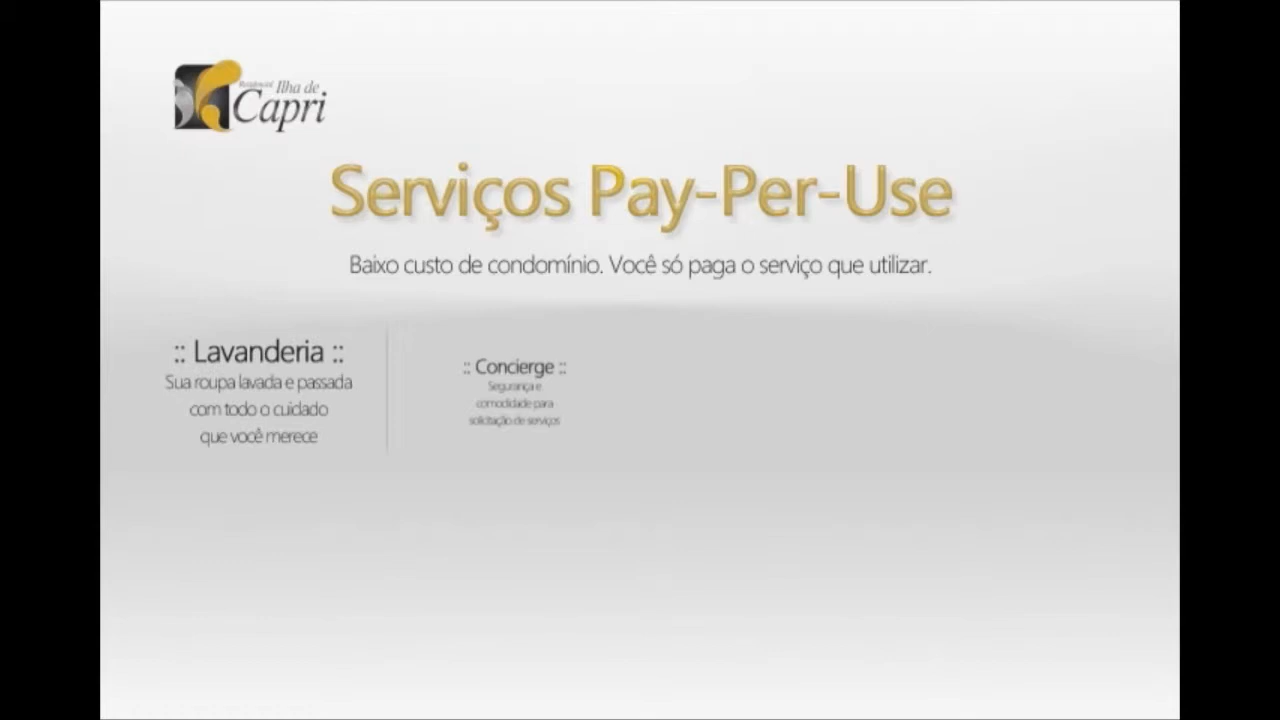 Residencial Ilha de
Capri
Serviços Pay-Per-Use
Baixo custo de condomínio. Você só paga o serviço que utilizar.
:: Lavanderia ::
Sua roupa lavada e passada
com todo o cuidado
que você merece
:: Concierge ::
Segurança e
comodidade para
solicitação de serviços